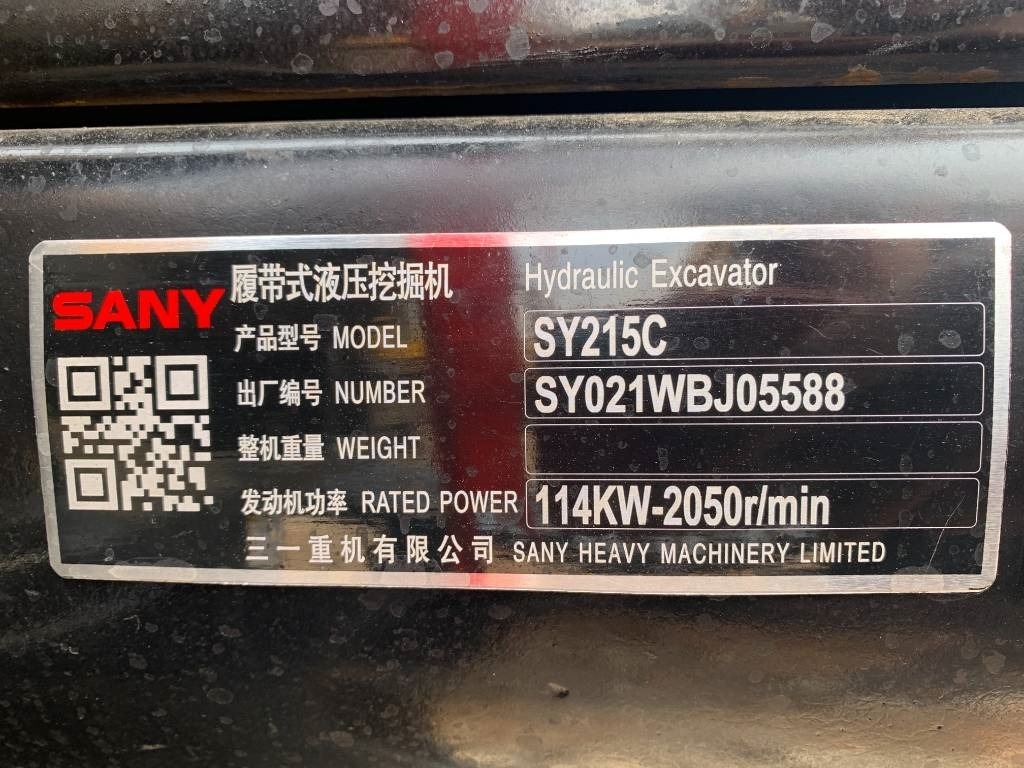 SANY
履带式液压挖掘机 Hydraulic Excavator
产品型号 MODEL SY215C
出厂编号 NUMBER SY021WBJ05588
整机重量 WEIGHT
发动机功率 RATED POWER 114KW-2050r/min
三一重机有限公司 SANY HEAVY MACHINERY LIMITED